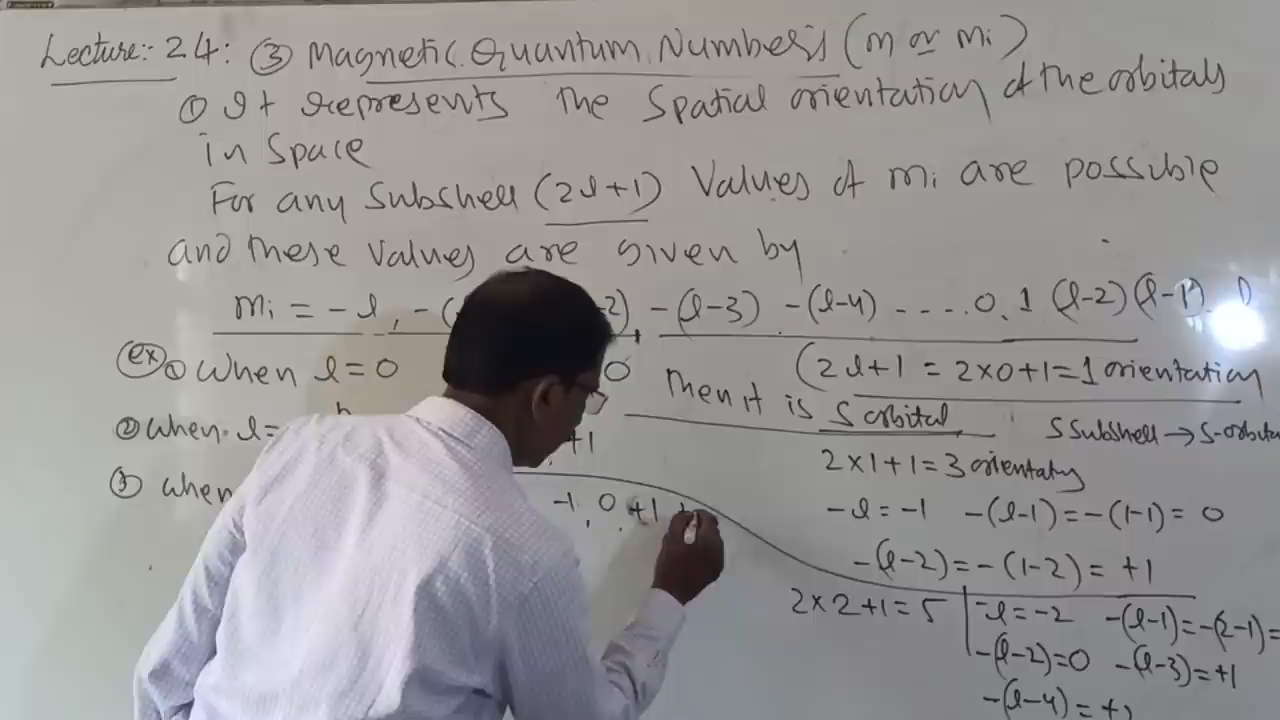 Lecture:- 24: ③ Magnetic Quantum Numbers (m or mi)
① It represents the Spatial orientation of the orbitals
in Space
For any Subshell (2l+1) Values of mi are possible
and these values are given by
mi = -l, -( -2), -(l-3) -(l-4) ----- 0, 1 (l-2)(l-1) l
(ex) ① when l=0 0 Then it is S orbital
(2l+1 = 2×0+1=1 orientation
S Subshell → S-orbital
② when l= +1
2×1+1=3 orientatg
③ when -1, 0, +1
-l = -1 -(l-1)=-(1-1)= 0
-(l-2)=-(1-2)= +1
2×2+1=5
-l=-2 -(l-1)=-(2-1)=
-(l-2)=0 -(l-3)=+1
-(l-4)=+2